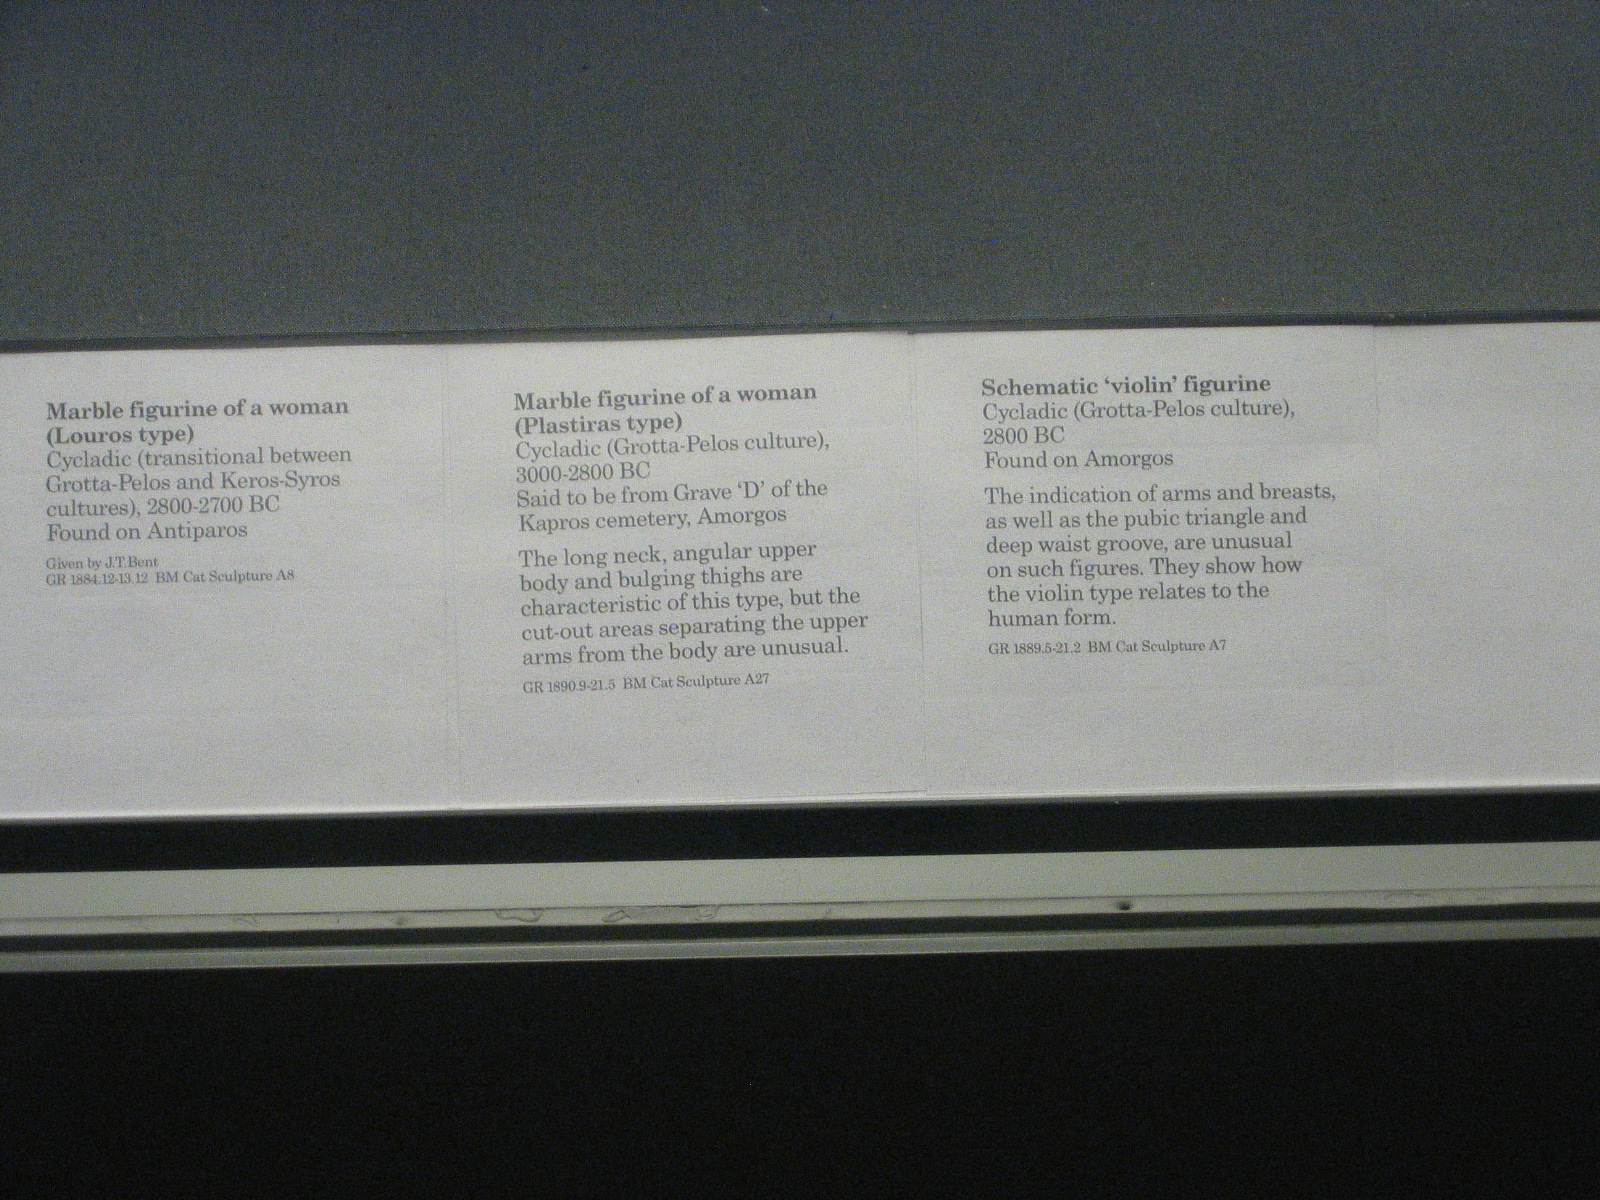 Marble figurine of a woman
(Louros type)
Cycladic (transitional between
Grotta-Pelos and Keros-Syros
cultures), 2800-2700 BC
Found on Antiparos
Given by J.T.Bent
GR 1884.12-13.12 BM Cat Sculpture A8
Marble figurine of a woman
(Plastiras type)
Cycladic (Grotta-Pelos culture),
3000-2800 BC
Said to be from Grave ‘D’ of the
Kapros cemetery, Amorgos
The long neck, angular upper
body and bulging thighs are
characteristic of this type, but the
cut-out areas separating the upper
arms from the body are unusual.
GR 1890.9-21.5 BM Cat Sculpture A27
Schematic ‘violin’ figurine
Cycladic (Grotta-Pelos culture),
2800 BC
Found on Amorgos
The indication of arms and breasts,
as well as the pubic triangle and
deep waist groove, are unusual
on such figures. They show how
the violin type relates to the
human form.
GR 1889.5-21.2 BM Cat Sculpture A7